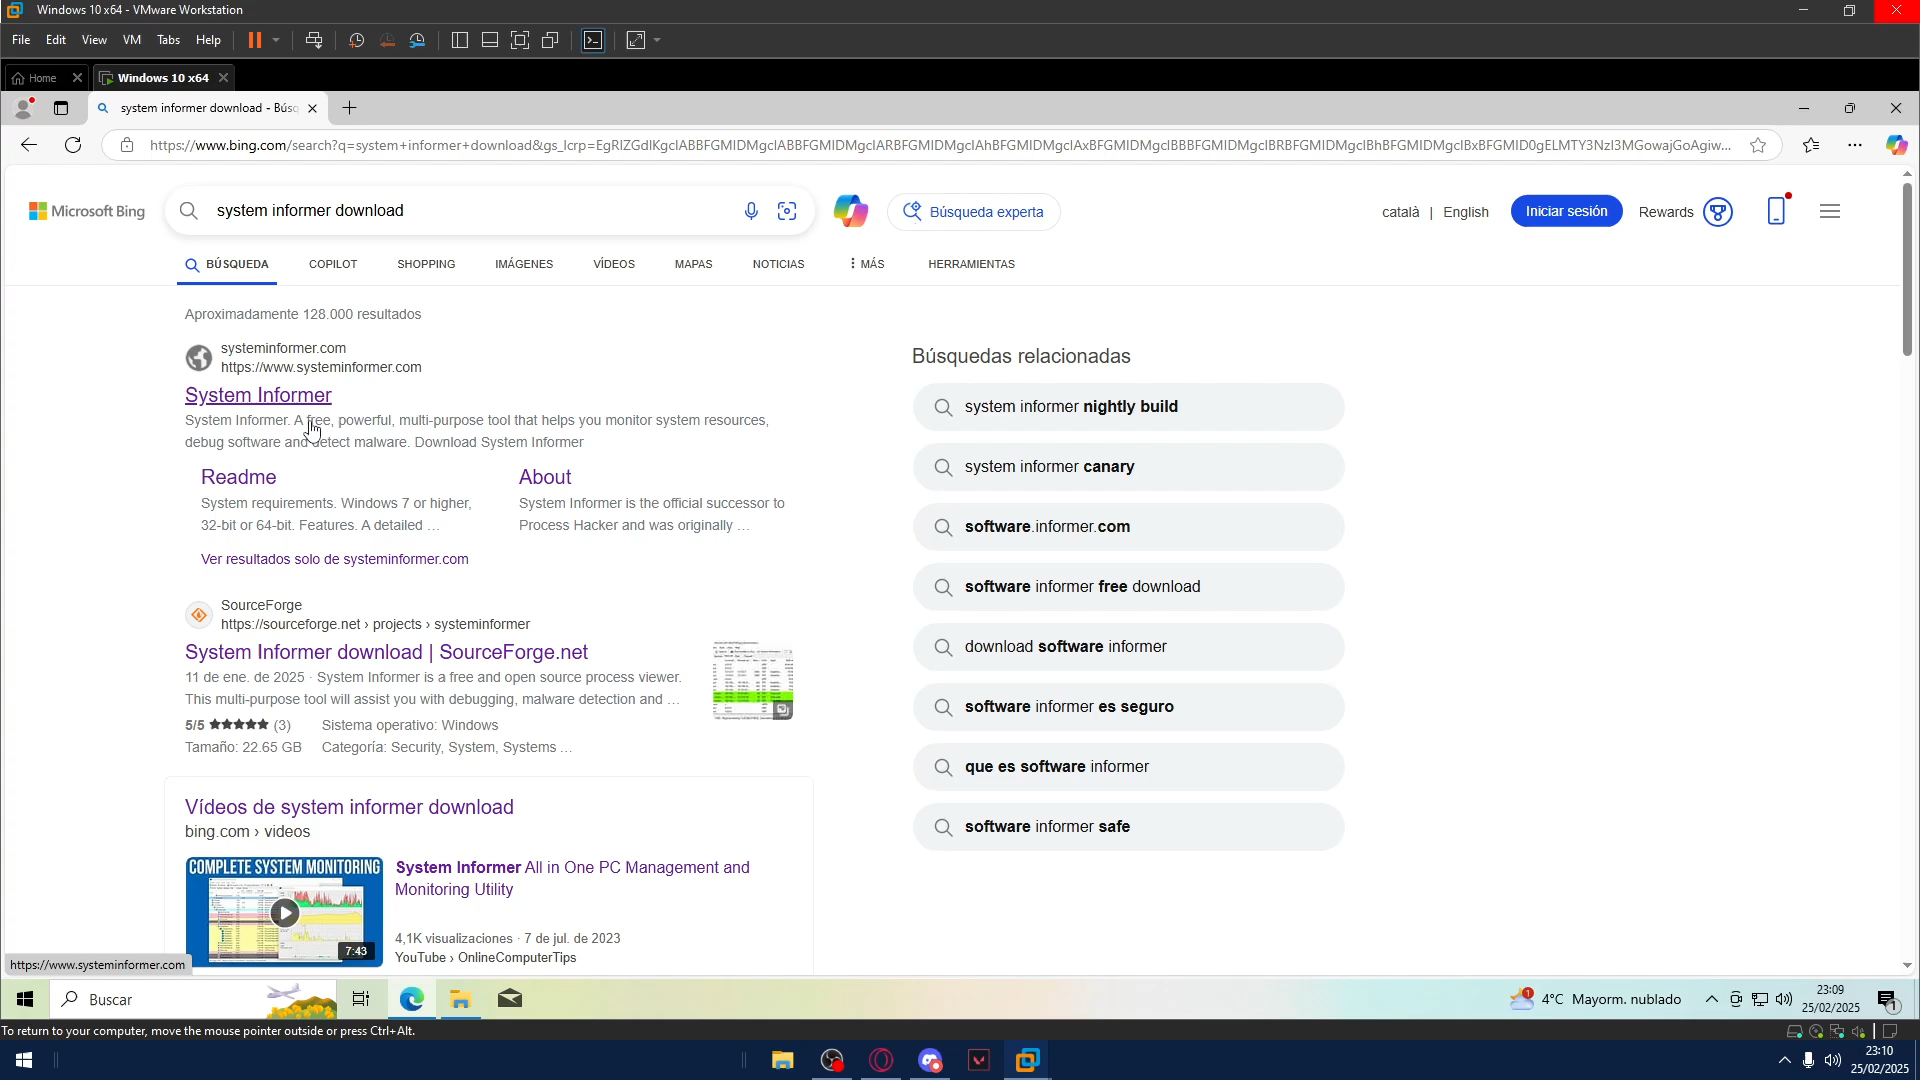 Windows 10 x64 - VMware Workstation
File Edit View VM Tabs Help
Home Windows 10 x64
system informer download - Búsq
https://www.bing.com/search?q=system+informer+download&gs_lcrp=
Microsoft Bing
system informer download
Búsqueda experta
català | English
Iniciar sesión
Rewards
BÚSQUEDA COPILOT SHOPPING IMÁGENES VÍDEOS MAPAS NOTICIAS MÁS HERRAMIENTAS
Aproximadamente 128.000 resultados
systeminformer.com
https://www.systeminformer.com
System Informer
System Informer. A free, powerful, multi-purpose tool that helps you monitor system resources,
debug software and detect malware. Download System Informer
Readme
System requirements. Windows 7 or higher,
32-bit or 64-bit. Features. A detailed ...
About
System Informer is the official successor to
Process Hacker and was originally ...
Ver resultados solo de systeminformer.com
SourceForge
https://sourceforge.net › projects › systeminformer
System Informer download | SourceForge.net
11 de ene. de 2025 · System Informer is a free and open source process viewer.
This multi-purpose tool will assist you with debugging, malware detection and ...
5/5 ★★★★★ (3) Sistema operativo: Windows
Tamaño: 22.65 GB Categoría: Security, System, Systems ...
Vídeos de system informer download
bing.com › videos
COMPLETE SYSTEM MONITORING
7:43
System Informer All in One PC Management and
Monitoring Utility
4,1K visualizaciones · 7 de jul. de 2023
YouTube › OnlineComputerTips
Búsquedas relacionadas
system informer nightly build
system informer canary
software.informer.com
software informer free download
download software informer
software informer es seguro
que es software informer
software informer safe
https://www.systeminformer.com
Buscar
1
4°C Mayorm. nublado
23:09
25/02/2025
1
To return to your computer, move the mouse pointer outside or press Ctrl+Alt.
23:10
25/02/2025